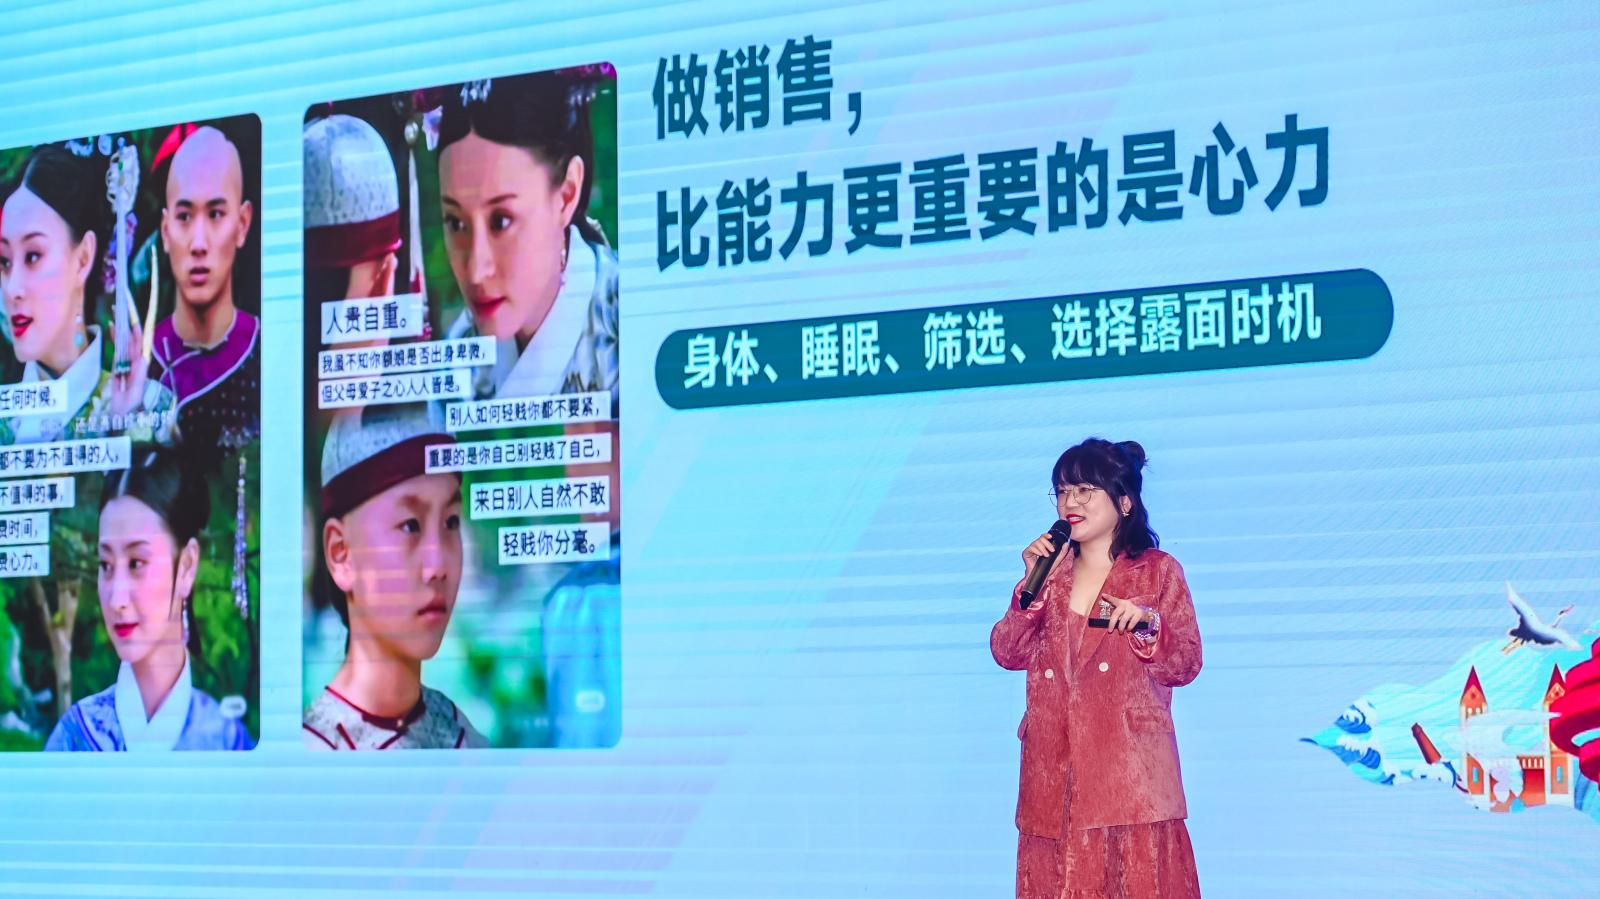 做销售，
比能力更重要的是心力
身体、睡眠、筛选、选择露面时机
任何时候，
都不要为不值得的人，
不值得的事，
费时间，
费心力。
人贵自重。
我虽不知你额娘是否出身卑微，
但父母爱子之心人人皆是。
别人如何轻贱你都不要紧，
重要的是你自己别轻贱了自己，
来日别人自然不敢
轻贱你分毫。